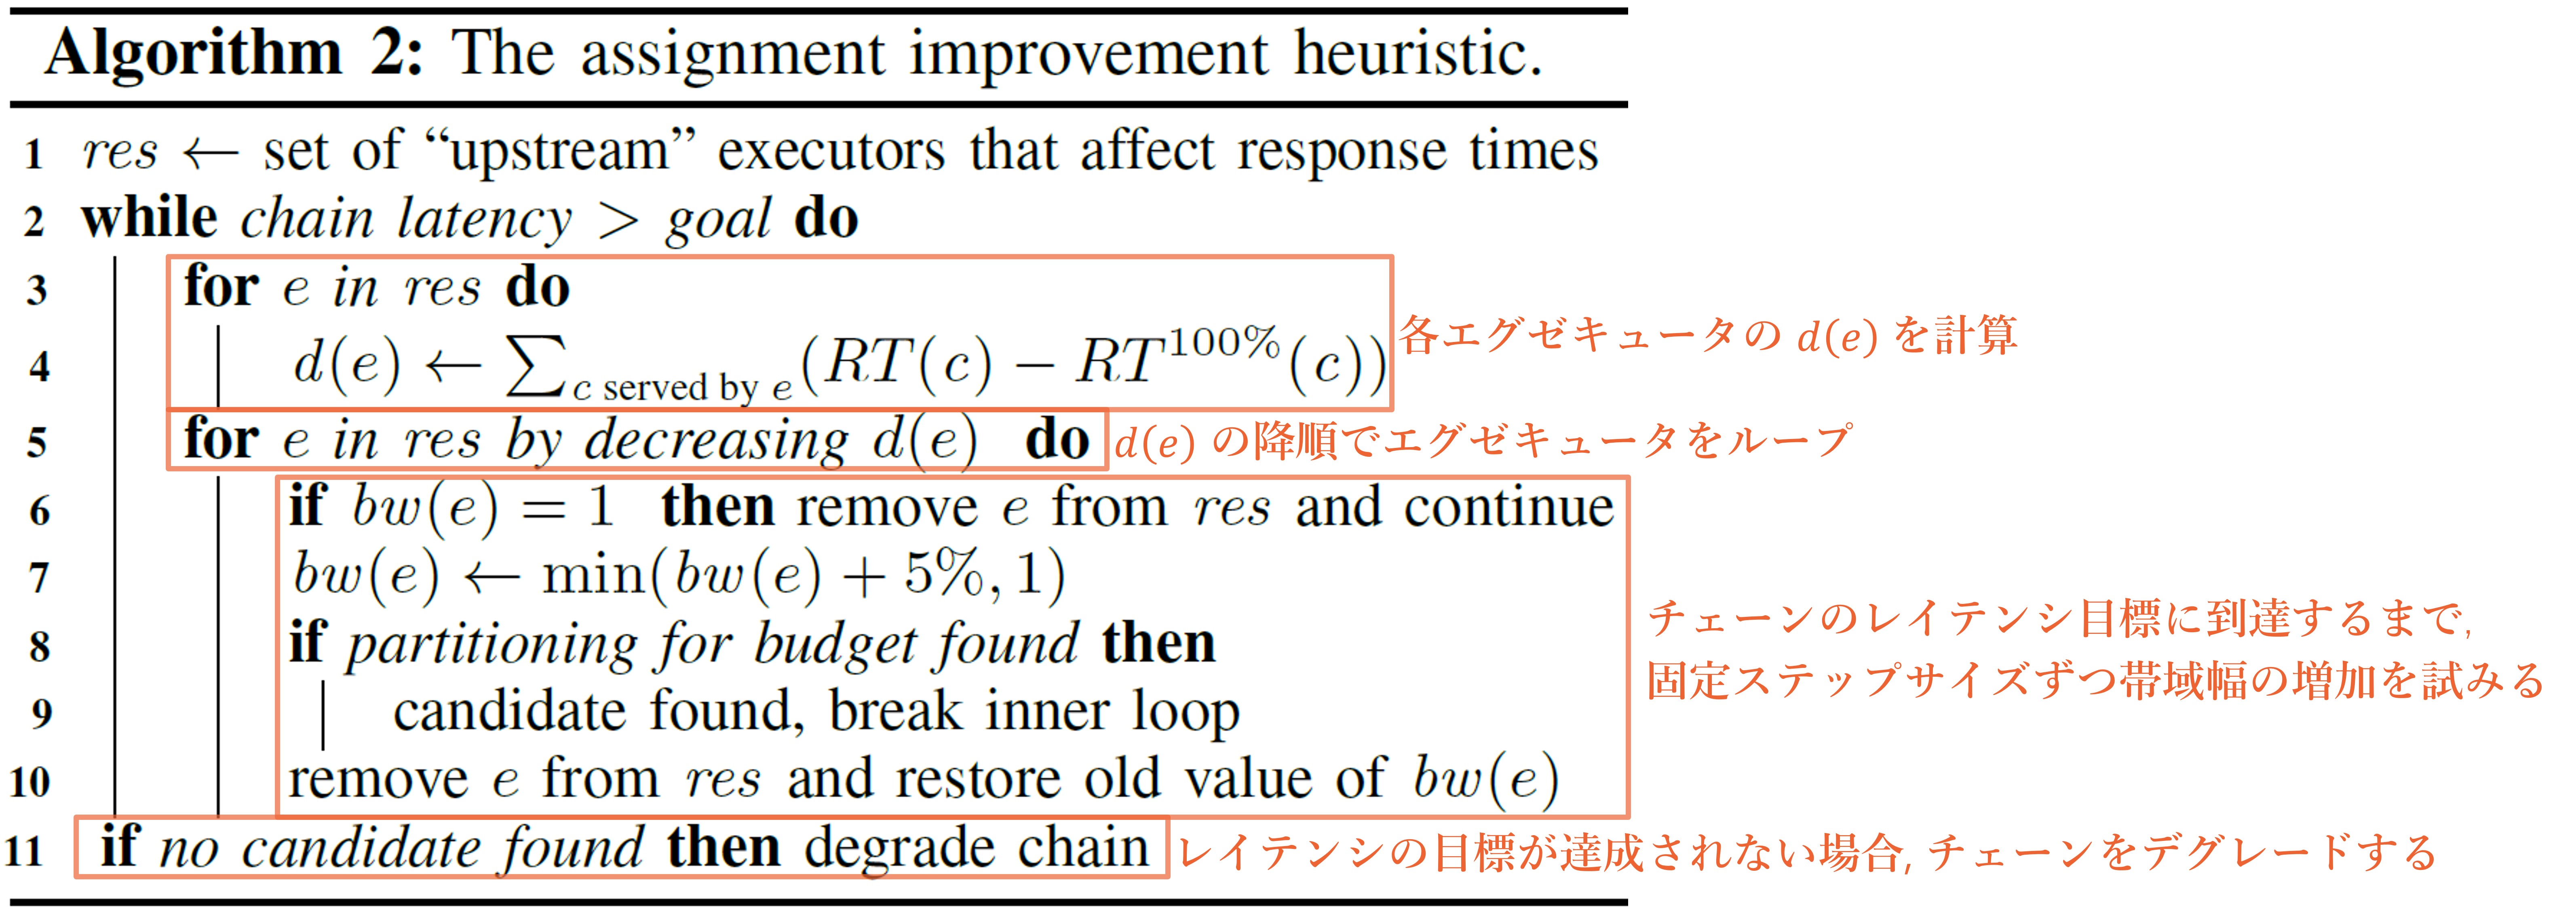 Algorithm 2: The assignment improvement heuristic.
1 res ← set of “upstream” executors that affect response times
2 while chain latency > goal do
3 for e in res do
4 d(e) ← ∑c served by e (RT(c) − RT^100%(c))
各エグゼキュータの d(e) を計算
5 for e in res by decreasing d(e) do
d(e) の降順でエグゼキュータをループ
6 if bw(e) = 1 then remove e from res and continue
7 bw(e) ← min(bw(e) + 5%, 1)
8 if partitioning for budget found then
9 candidate found, break inner loop
10 remove e from res and restore old value of bw(e)
チェーンのレイテンシ目標に到達するまで,
固定ステップサイズずつ帯域幅の増加を試みる
11 if no candidate found then degrade chain
レイテンシの目標が達成されない場合, チェーンをデグレードする